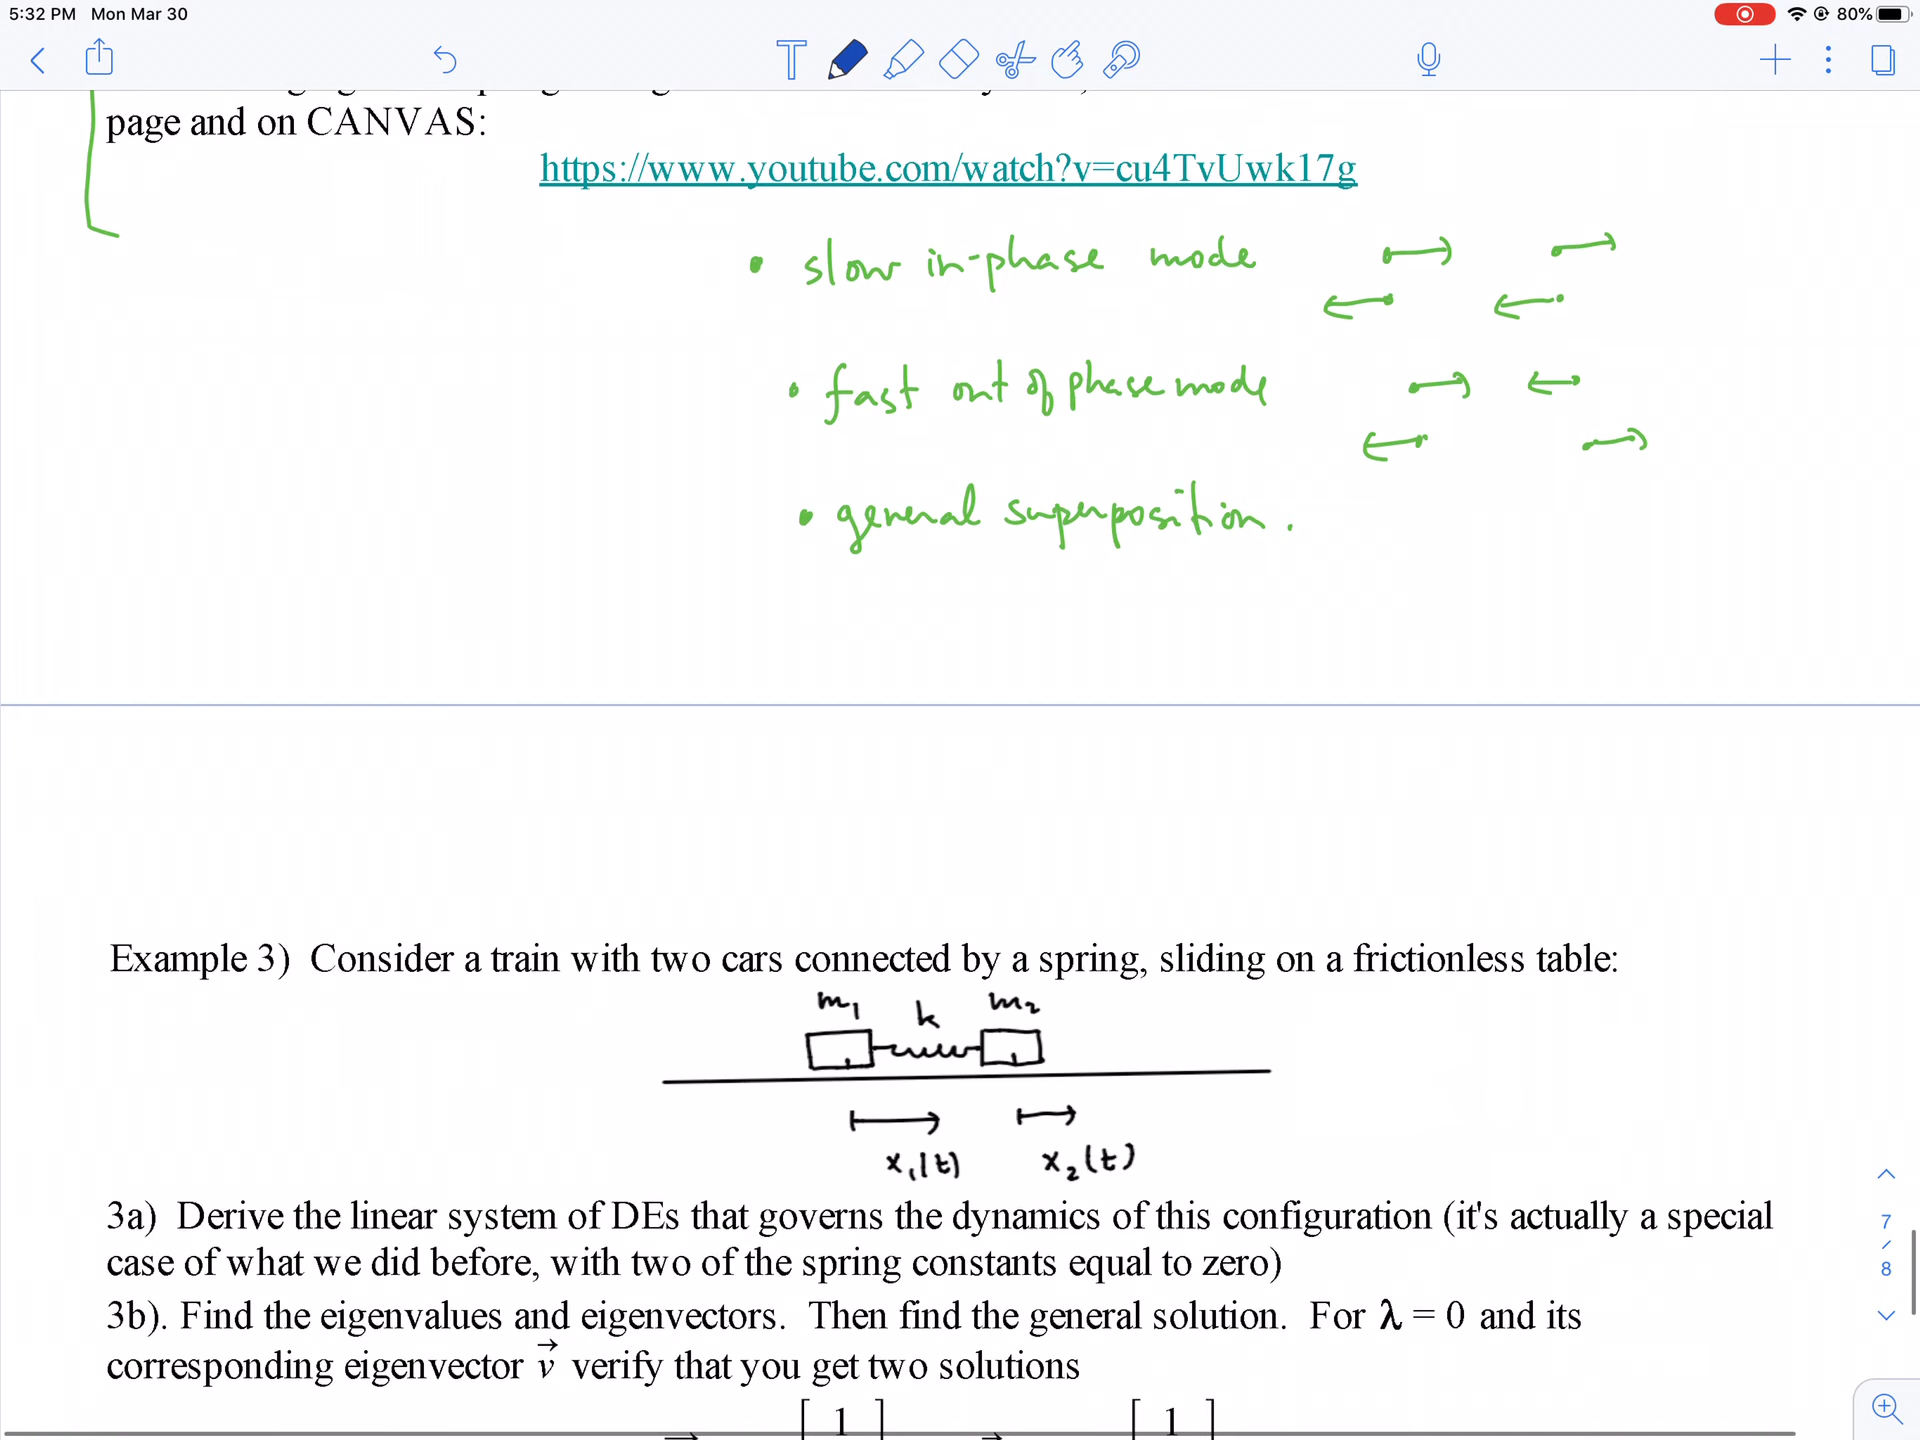 5:32 PM Mon Mar 30
80%
page and on CANVAS:
https://www.youtube.com/watch?v=cu4TvUwk17g
• slow in-phase mode
• fast out of phase mode
• general superposition.
Example 3) Consider a train with two cars connected by a spring, sliding on a frictionless table:
m₁ k m₂
x₁(t) x₂(t)
3a) Derive the linear system of DEs that governs the dynamics of this configuration (it's actually a special
case of what we did before, with two of the spring constants equal to zero)
3b). Find the eigenvalues and eigenvectors. Then find the general solution. For λ = 0 and its
corresponding eigenvector v⃗ verify that you get two solutions
[ 1 ] [ 1 ]
7
/
8